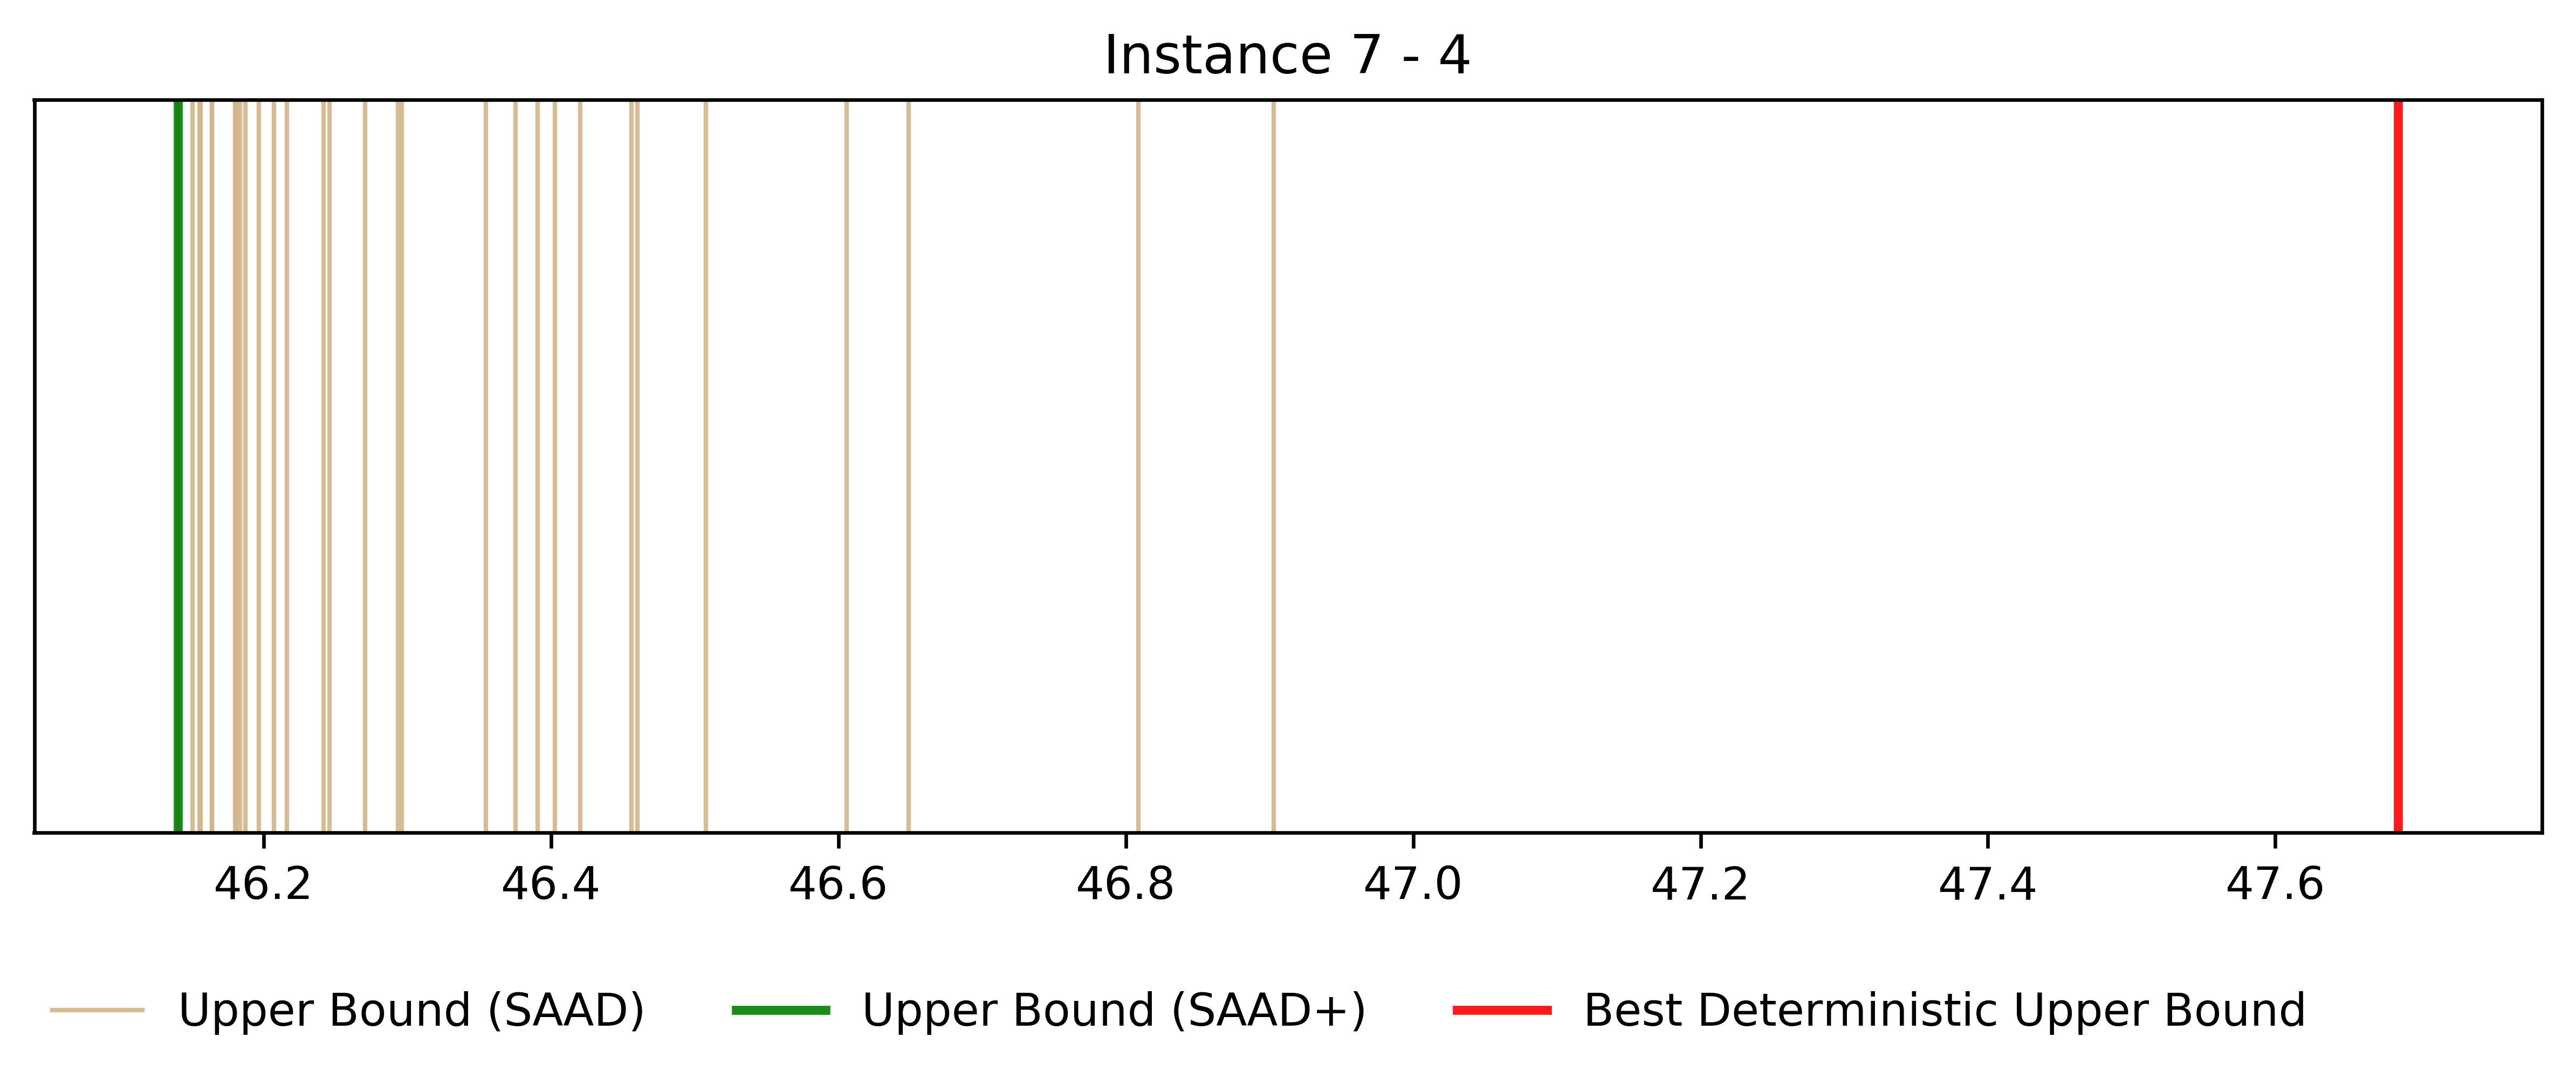 Instance 7 - 4
46.2 46.4 46.6 46.8 47.0 47.2 47.4 47.6
Upper Bound (SAAD) Upper Bound (SAAD+) Best Deterministic Upper Bound